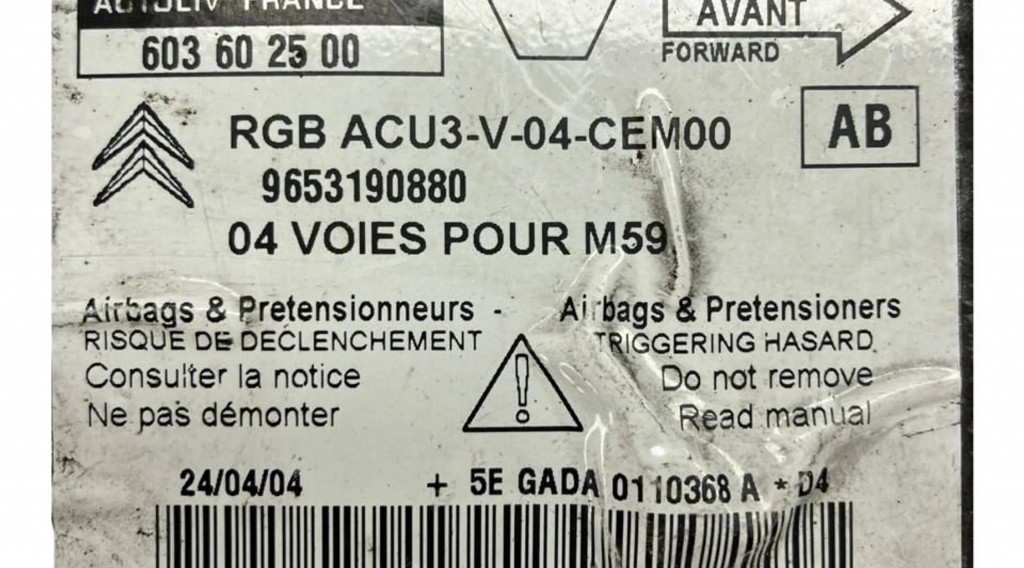 AUTOLIV FRANCE
603 60 25 00
AVANT
FORWARD
AB
RGB ACU3-V-04-CEM00
9653190880
04 VOIES POUR M59
Airbags & Pretensionneurs - Airbags & Pretensioners
RISQUE DE DECLENCHEMENT TRIGGERING HASARD
Consulter la notice Do not remove
Ne pas démonter Read manual
24/04/04 + 5E GADA 0110368 A * D4